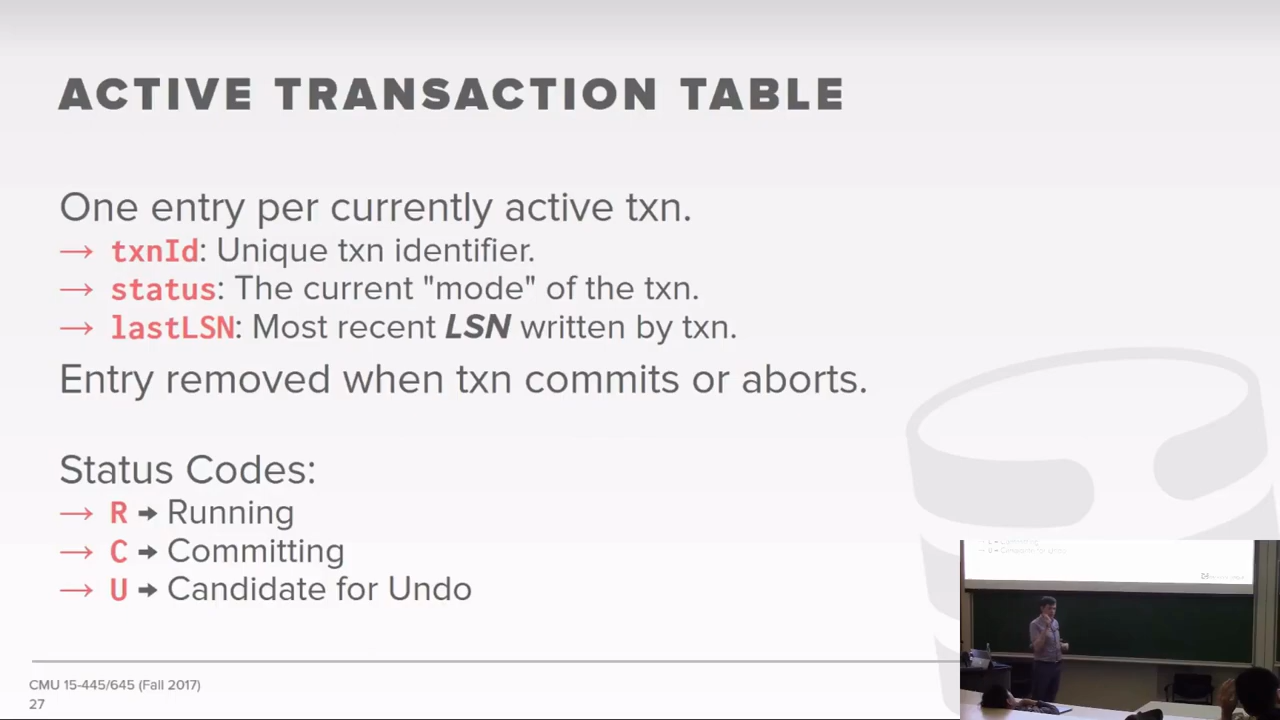 ACTIVE TRANSACTION TABLE
One entry per currently active txn.
→ txnId: Unique txn identifier.
→ status: The current "mode" of the txn.
→ lastLSN: Most recent LSN written by txn.
Entry removed when txn commits or aborts.
Status Codes:
→ R → Running
→ C → Committing
→ U → Candidate for Undo
CMU 15-445/645 (Fall 2017)
27